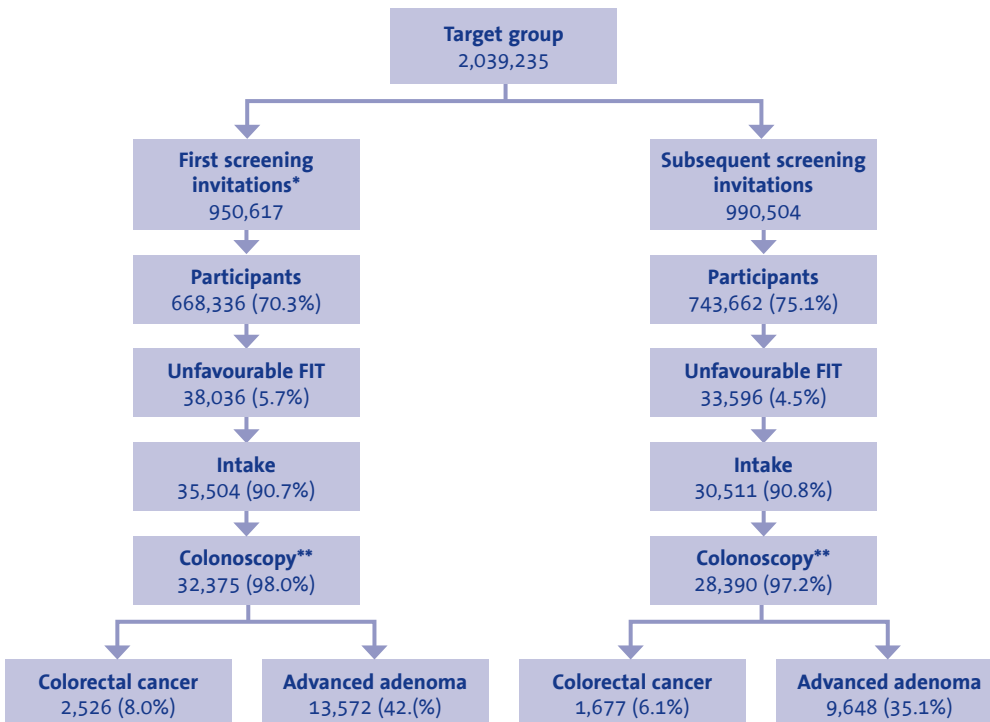 Target group
2,039,235
First screening
invitations*
950,617
Participants
668,336 (70.3%)
Unfavourable FIT
38,036 (5.7%)
Intake
35,504 (90.7%)
Colonoscopy**
32,375 (98.0%)
Colorectal cancer
2,526 (8.0%)
Advanced adenoma
13,572 (42.(%)
Subsequent screening
invitations
990,504
Participants
743,662 (75.1%)
Unfavourable FIT
33,596 (4.5%)
Intake
30,511 (90.8%)
Colonoscopy**
28,390 (97.2%)
Colorectal cancer
1,677 (6.1%)
Advanced adenoma
9,648 (35.1%)